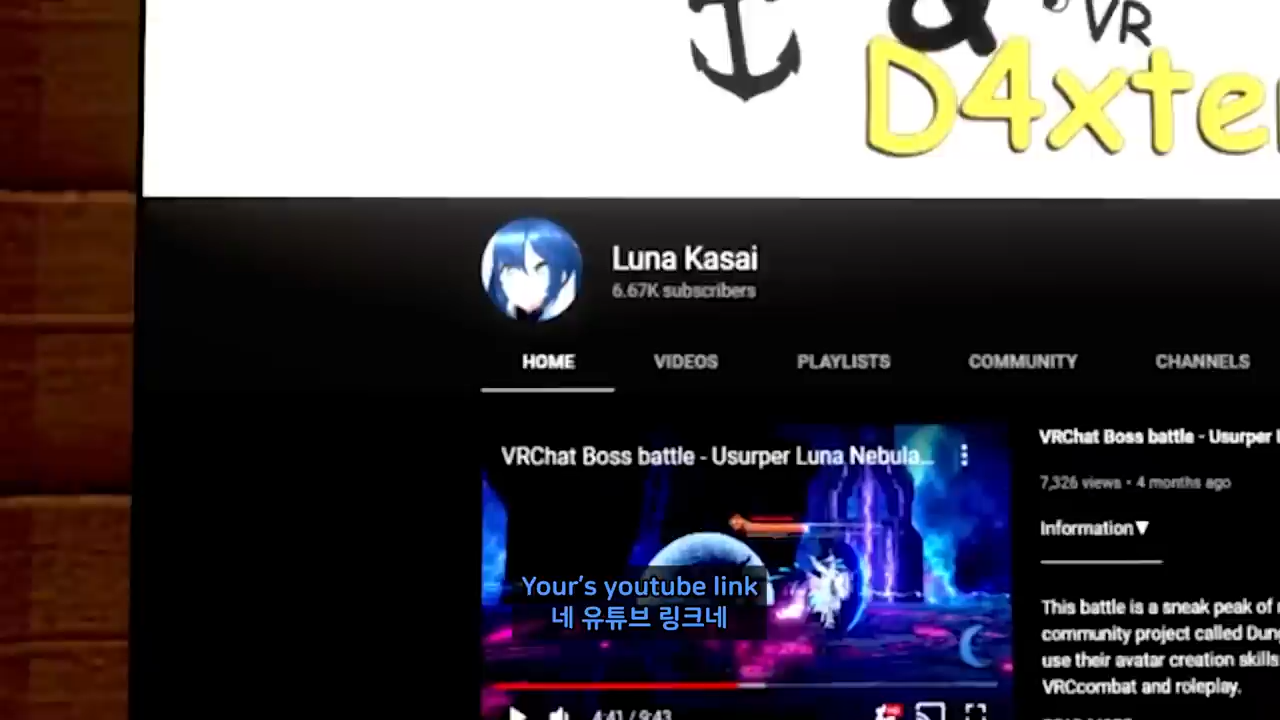 &
VR
D4xte
Luna Kasai
6.67K subscribers
HOME VIDEOS PLAYLISTS COMMUNITY CHANNELS
VRChat Boss battle - Usurper Luna Nebula...
VRChat Boss battle - Usurper
7,326 views • 4 months ago
Information▼
This battle is a sneak peak of
community project called
use their avatar creation skills
VRCcombat and roleplay.
Your's youtube link
네 유튜브 링크네
4:41 / 9:43